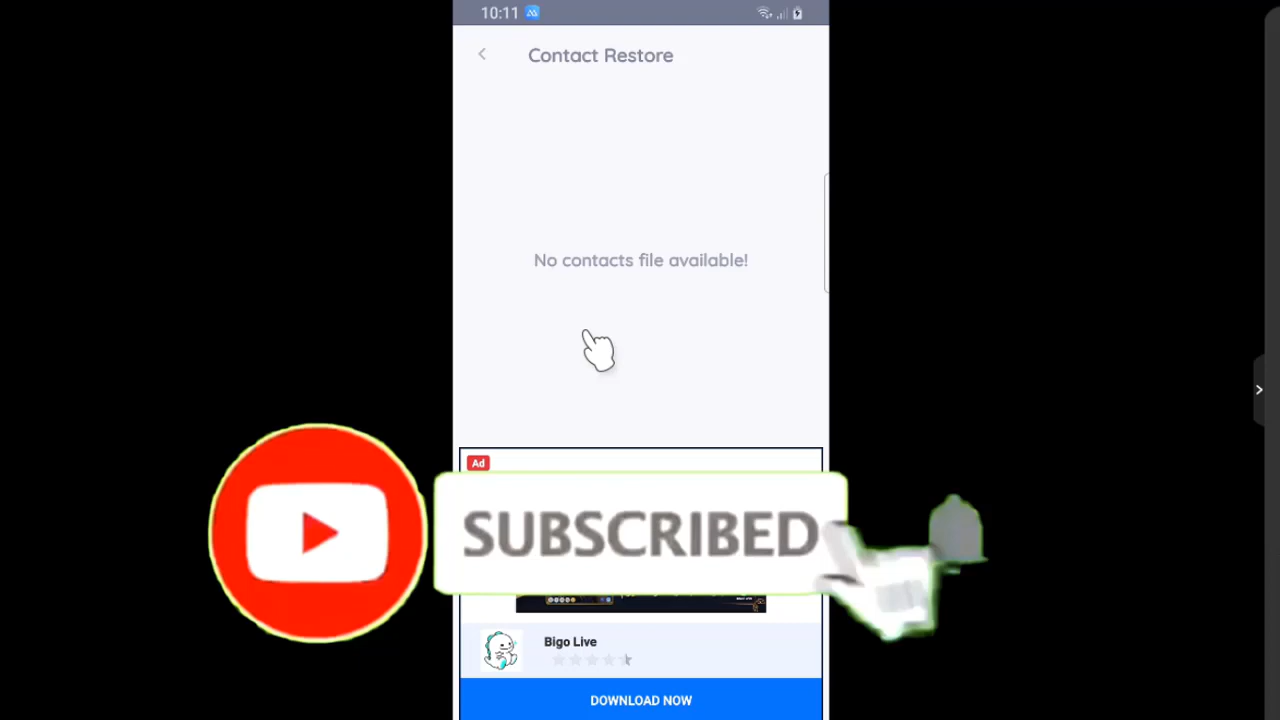 10:11
Contact Restore
No contacts file available!
Ad
SUBSCRIBED
Bigo Live
DOWNLOAD NOW